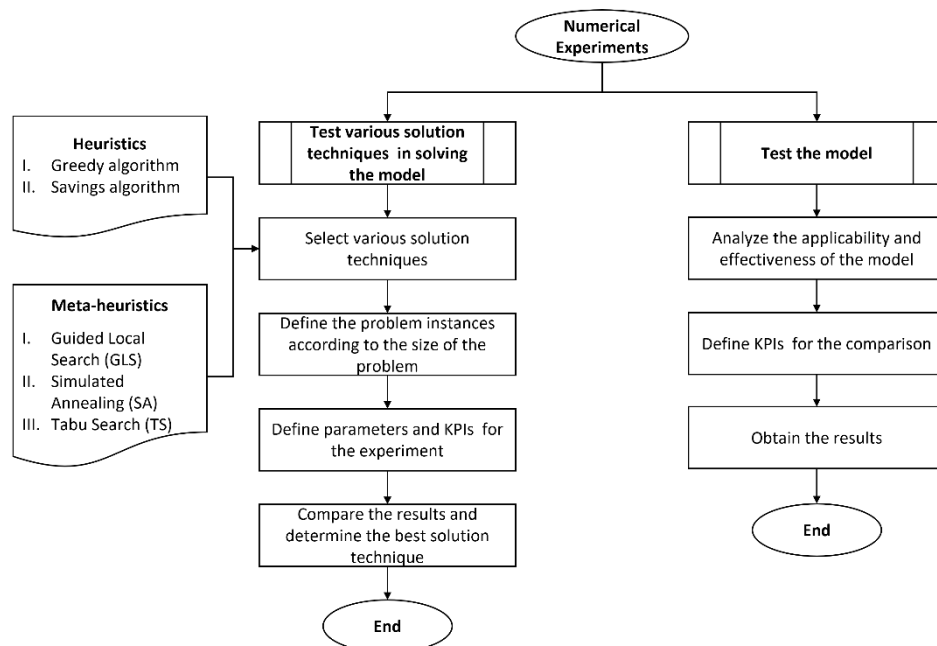 Numerical
Experiments
Heuristics
I. Greedy algorithm
II. Savings algorithm
Meta-heuristics
I. Guided Local
Search (GLS)
II. Simulated
Annealing (SA)
III. Tabu Search (TS)
Test various solution
techniques in solving
the model
Select various solution
techniques
Define the problem instances
according to the size of the
problem
Define parameters and KPIs for
the experiment
Compare the results and
determine the best solution
technique
End
Test the model
Analyze the applicability and
effectiveness of the model
Define KPIs for the comparison
Obtain the results
End